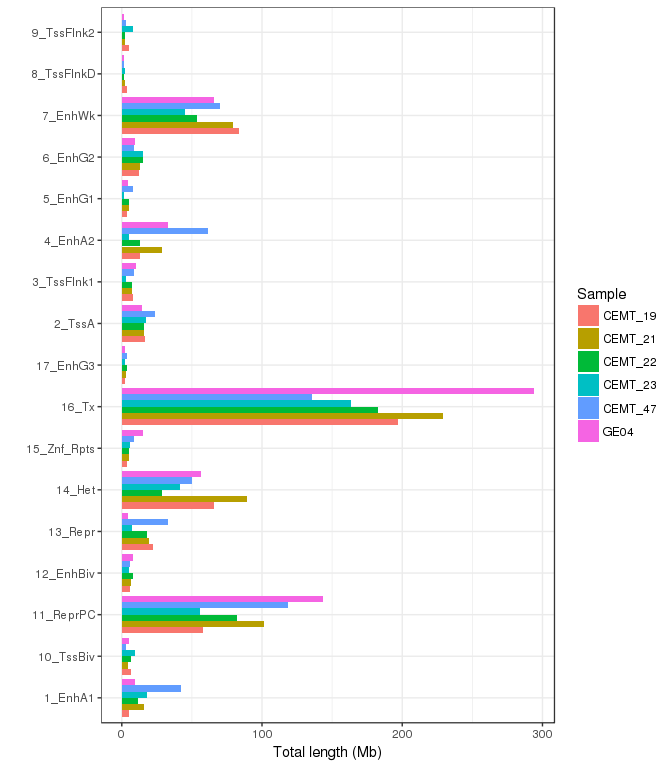 9_TssFlnk2
8_TssFlnkD
7_EnhWk
6_EnhG2
5_EnhG1
4_EnhA2
3_TssFlnk1
2_TssA
17_EnhG3
16_Tx
15_Znf_Rpts
14_Het
13_Repr
12_EnhBiv
11_ReprPC
10_TssBiv
1_EnhA1
0 100 200 300
Total length (Mb)
Sample
CEMT_19
CEMT_21
CEMT_22
CEMT_23
CEMT_47
GE04